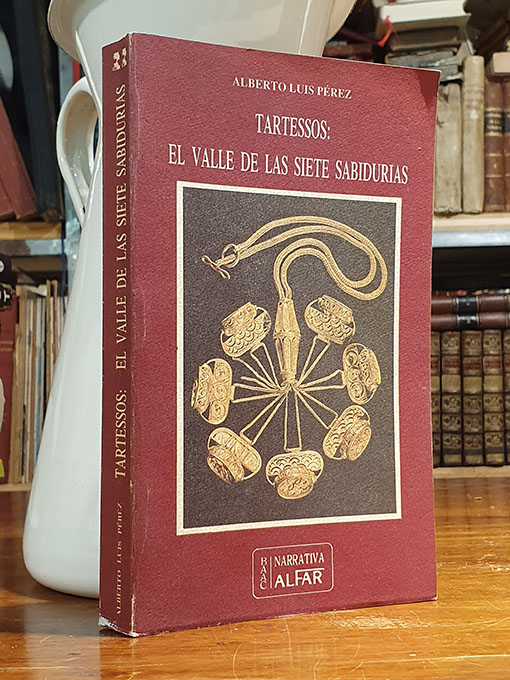 ALBERTO LUIS PÉREZ
TARTESSOS:
EL VALLE DE LAS SIETE SABIDURIAS
BAAC
NARRATIVA
ALFAR
ALBERTO LUIS PÉREZ TARTESSOS: EL VALLE DE LAS SIETE SABIDURIAS